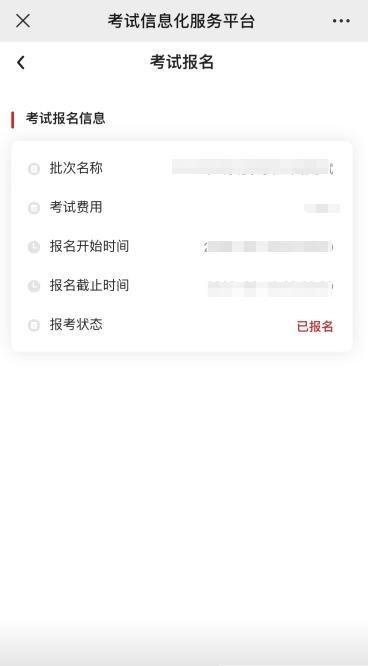 考试信息化服务平台
考试报名
考试报名信息
批次名称
考试费用
报名开始时间
报名截止时间
报考状态 已报名